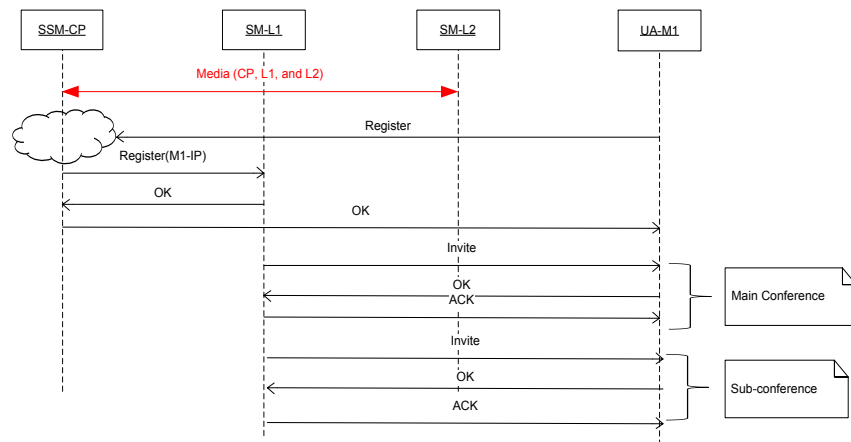 SSM-CP
SM-L1
SM-L2
UA-M1
Media (CP, L1, and L2)
Register
Register(M1-IP)
OK
OK
Invite
OK
ACK
Main Conference
Invite
OK
Sub-conference
ACK